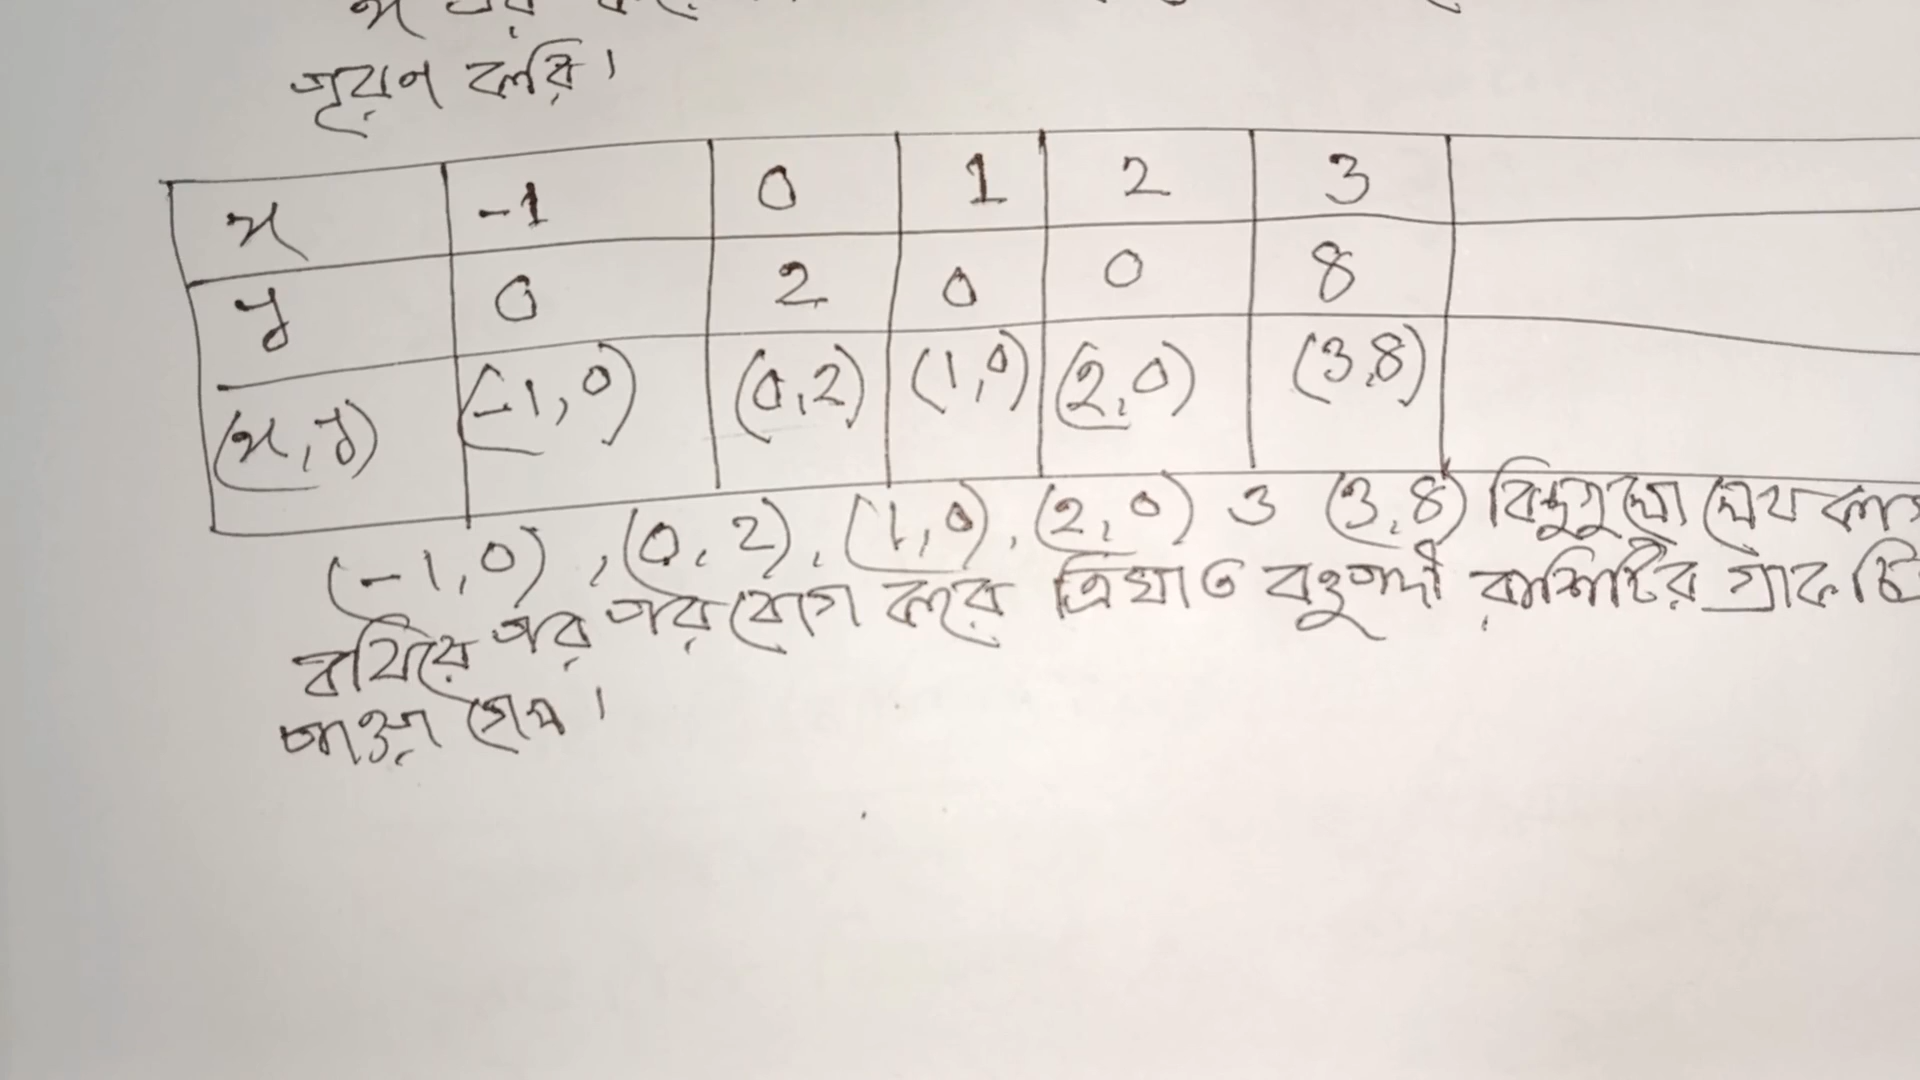 x এর
পূরণ করি।
x -1 0 1 2 3
y 0 2 0 0 8
(x,y) (-1,0) (0,2) (1,0) (2,0) (3,8)
(-1,0), (0,2), (1,0), (2,0) ও (3,8) বিন্দুগুলো লেখ
বসিয়ে পর পর যোগ করে ত্রিঘাত বহুপদী রাশিটির গ্রাফ
পাওয়া গেল।